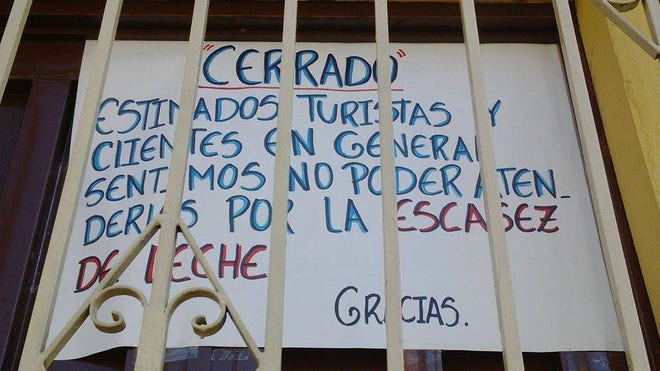 "CERRADO"
ESTIMADOS TURISTAS Y
CLIENTES EN GENERAL
SENTIMOS NO PODER ATEN-
DERLOS POR LA ESCASEZ
DE LECHE
GRACIAS.